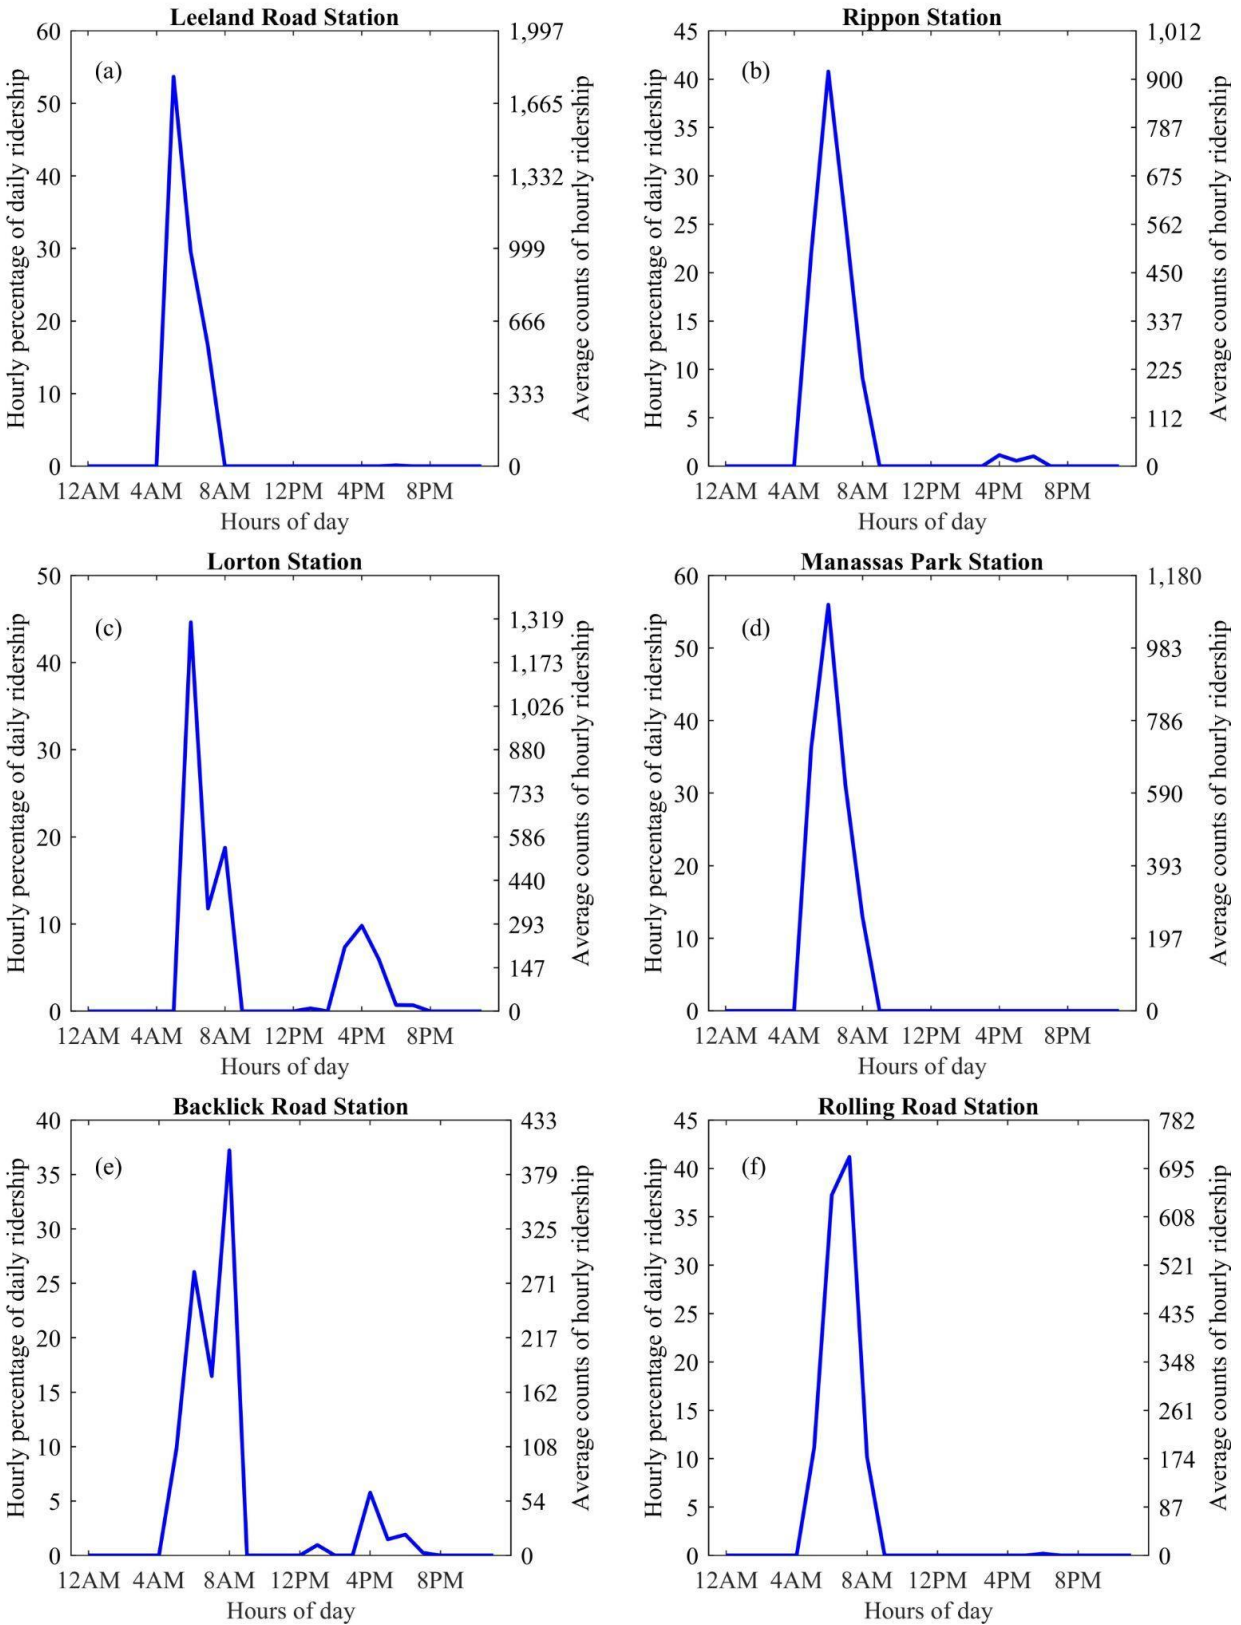 Leeland Road Station
(a)
Hourly percentage of daily ridership
60
50
40
30
20
10
0
1,997
1,665
1,332
999
666
333
0
Average counts of hourly ridership
12AM 4AM 8AM 12PM 4PM 8PM
Hours of day
Rippon Station
(b)
Hourly percentage of daily ridership
45
40
35
30
25
20
15
10
5
0
1,012
900
787
675
562
450
337
225
112
0
Average counts of hourly ridership
12AM 4AM 8AM 12PM 4PM 8PM
Hours of day
Lorton Station
(c)
Hourly percentage of daily ridership
50
40
30
20
10
0
1,319
1,173
1,026
880
733
586
440
293
147
0
Average counts of hourly ridership
12AM 4AM 8AM 12PM 4PM 8PM
Hours of day
Manassas Park Station
(d)
Hourly percentage of daily ridership
60
50
40
30
20
10
0
1,180
983
786
590
393
197
0
Average counts of hourly ridership
12AM 4AM 8AM 12PM 4PM 8PM
Hours of day
Backlick Road Station
(e)
Hourly percentage of daily ridership
40
35
30
25
20
15
10
5
0
433
379
325
271
217
162
108
54
0
Average counts of hourly ridership
12AM 4AM 8AM 12PM 4PM 8PM
Hours of day
Rolling Road Station
(f)
Hourly percentage of daily ridership
45
40
35
30
25
20
15
10
5
0
782
695
608
521
435
348
261
174
87
0
Average counts of hourly ridership
12AM 4AM 8AM 12PM 4PM 8PM
Hours of day